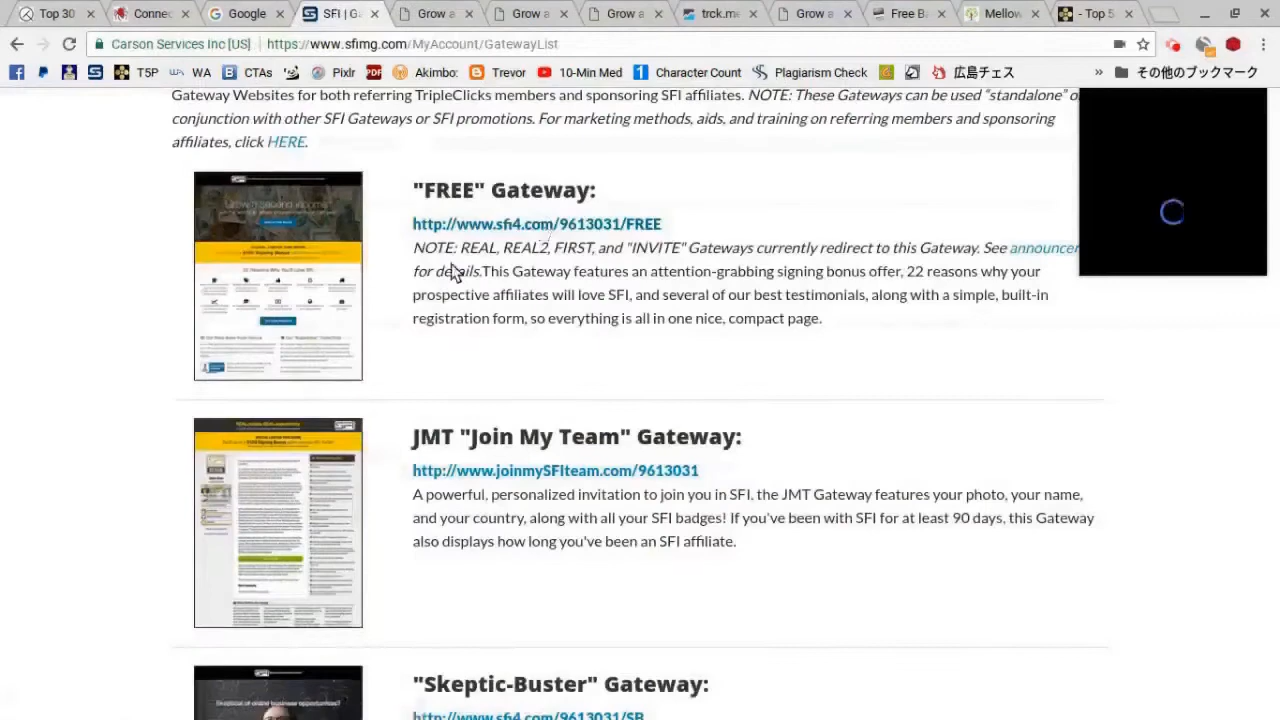 Top 30
Connec
Google
SFI | G
Grow a
Grow a
Grow a
trck.me
Grow a
Free Ba
Mellow
- Top 5
Carson Services Inc [US] https://www.sfimg.com/MyAccount/GatewayList
T5P WA CTAs Pixlr Akimbo: Trevor 10-Min Med Character Count Plagiarism Check 広島チェス » その他のブックマーク
Gateway Websites for both referring TripleClicks members and sponsoring SFI affiliates. NOTE: These Gateways can be used "standalone"
conjunction with other SFI Gateways or SFI promotions. For marketing methods, aids, and training on referring members and sponsoring
affiliates, click HERE.
"FREE" Gateway:
http://www.sfi4.com/9613031/FREE
NOTE: REAL, REAL2, FIRST, and "INVITE" Gateways currently redirect to this Gateway. See announcer
for details.This Gateway features an attention-grabbing signing bonus offer, 22 reasons why your
prospective affiliates will love SFI, and several of our best testimonials, along with a simple, built-in
registration form, so everything is all in one nice, compact page.
JMT "Join My Team" Gateway:
http://www.joinmySFIteam.com/9613031
A powerful, personalized invitation to join you in SFI, the JMT Gateway features your photo, your name,
and your country, along with all your SFI badges. If you've been with SFI for at least 90 days, this Gateway
also displays how long you've been an SFI affiliate.
"Skeptic-Buster" Gateway:
http://www.sfi4.com/9613031/SB